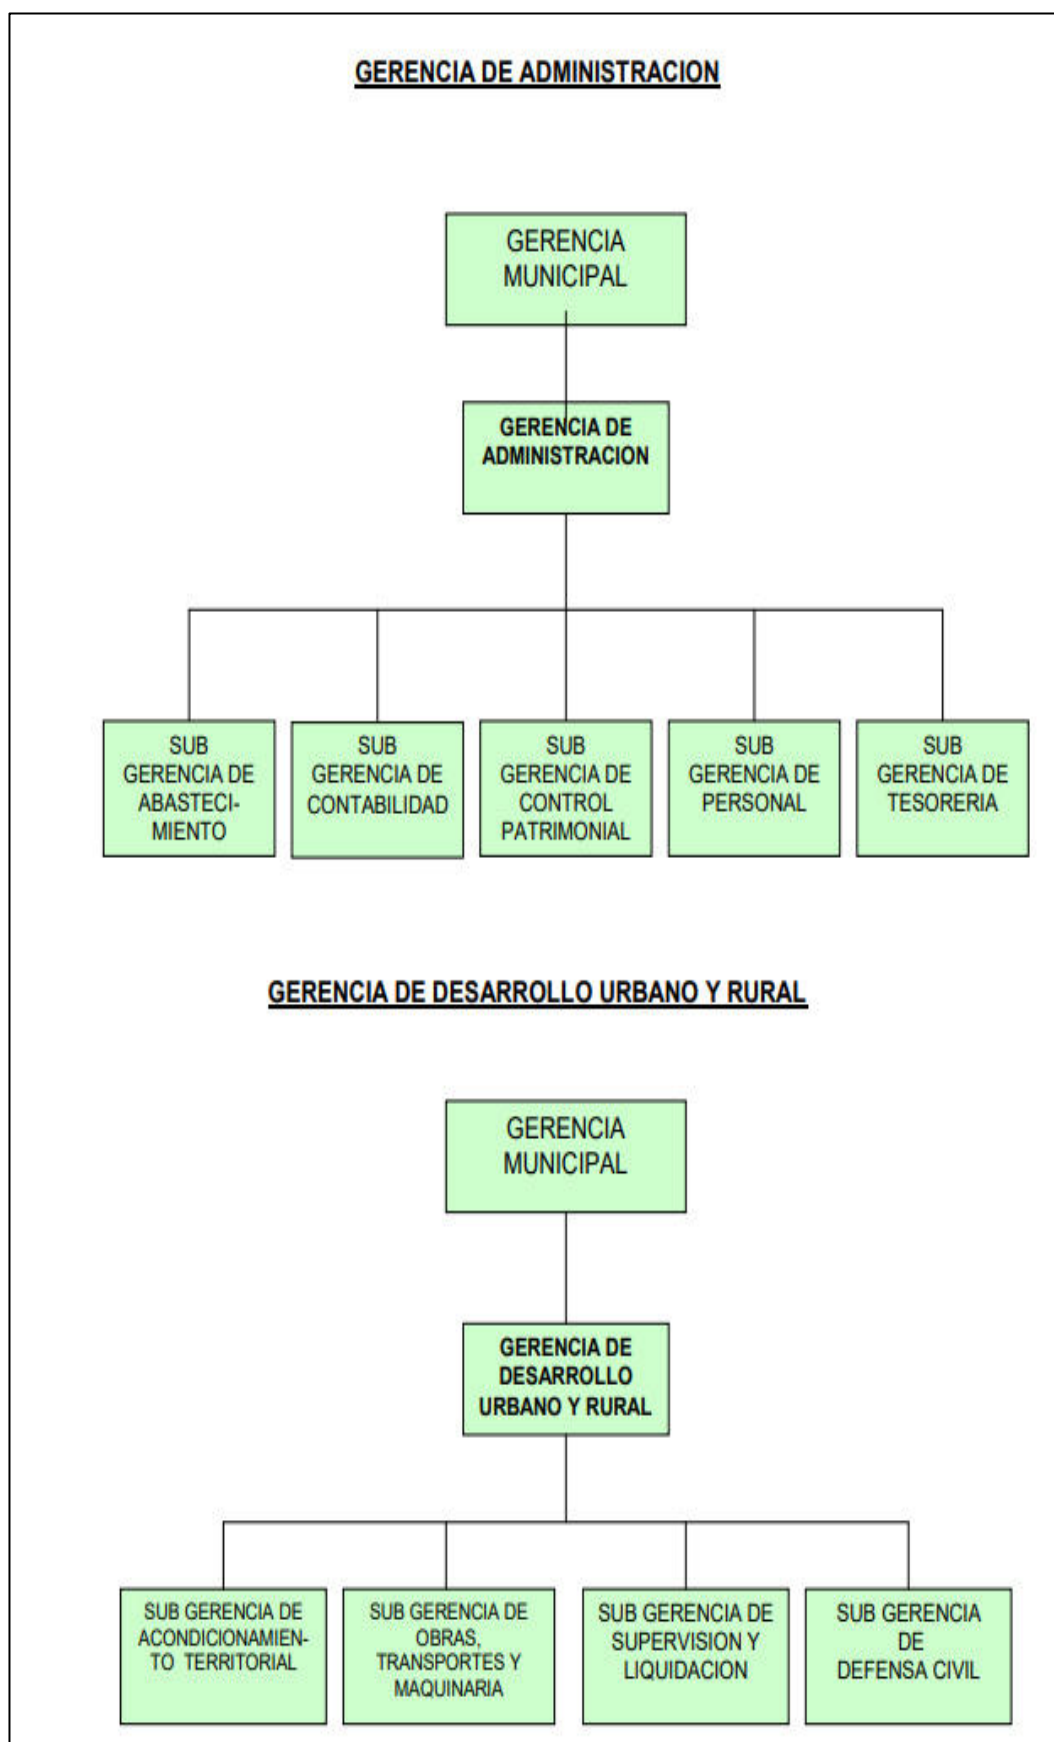 GERENCIA DE ADMINISTRACION
GERENCIA
MUNICIPAL
GERENCIA DE
ADMINISTRACION
SUB
GERENCIA DE
ABASTECI-
MIENTO
SUB
GERENCIA DE
CONTABILIDAD
SUB
GERENCIA DE
CONTROL
PATRIMONIAL
SUB
GERENCIA DE
PERSONAL
SUB
GERENCIA DE
TESORERIA
GERENCIA DE DESARROLLO URBANO Y RURAL
GERENCIA
MUNICIPAL
GERENCIA DE
DESARROLLO
URBANO Y RURAL
SUB GERENCIA DE
ACONDICIONAMIEN-
TO TERRITORIAL
SUB GERENCIA DE
OBRAS,
TRANSPORTES Y
MAQUINARIA
SUB GERENCIA DE
SUPERVISION Y
LIQUIDACION
SUB GERENCIA
DE
DEFENSA CIVIL